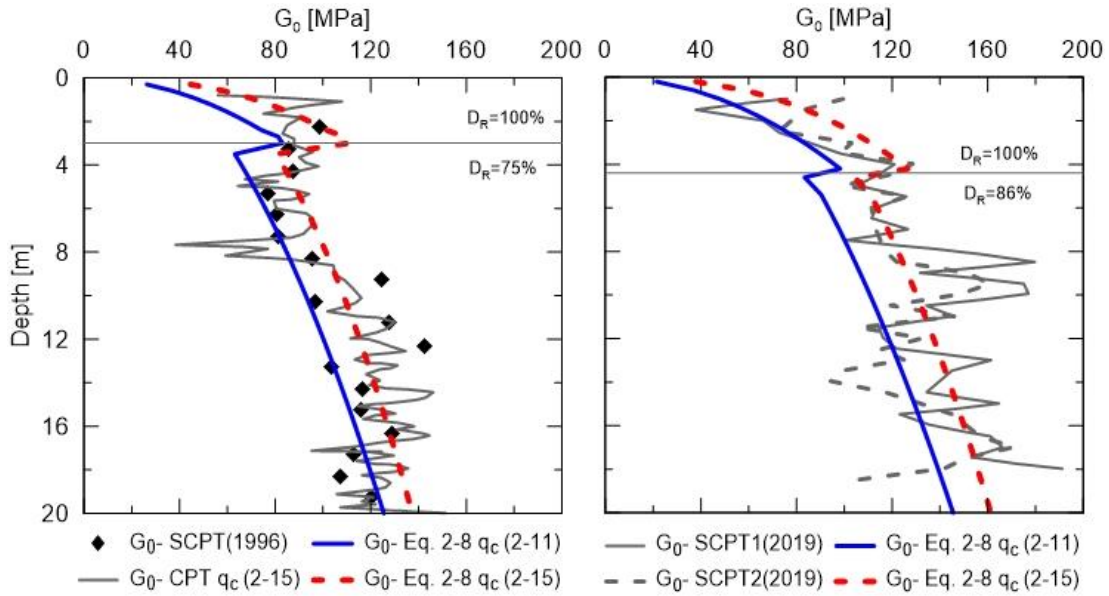 G₀ [MPa]
0 40 80 120 160 200
0
4
8
12
16
20
Depth [m]
D_R=100%
D_R=75%
◆ G₀- SCPT(1996)
G₀- Eq. 2-8 q_c (2-11)
G₀- CPT q_c (2-15)
G₀- Eq. 2-8 q_c (2-15)
G₀ [MPa]
0 40 80 120 160 200
D_R=100%
D_R=86%
G₀- SCPT1(2019)
G₀- Eq. 2-8 q_c (2-11)
G₀- SCPT2(2019)
G₀- Eq. 2-8 q_c (2-15)